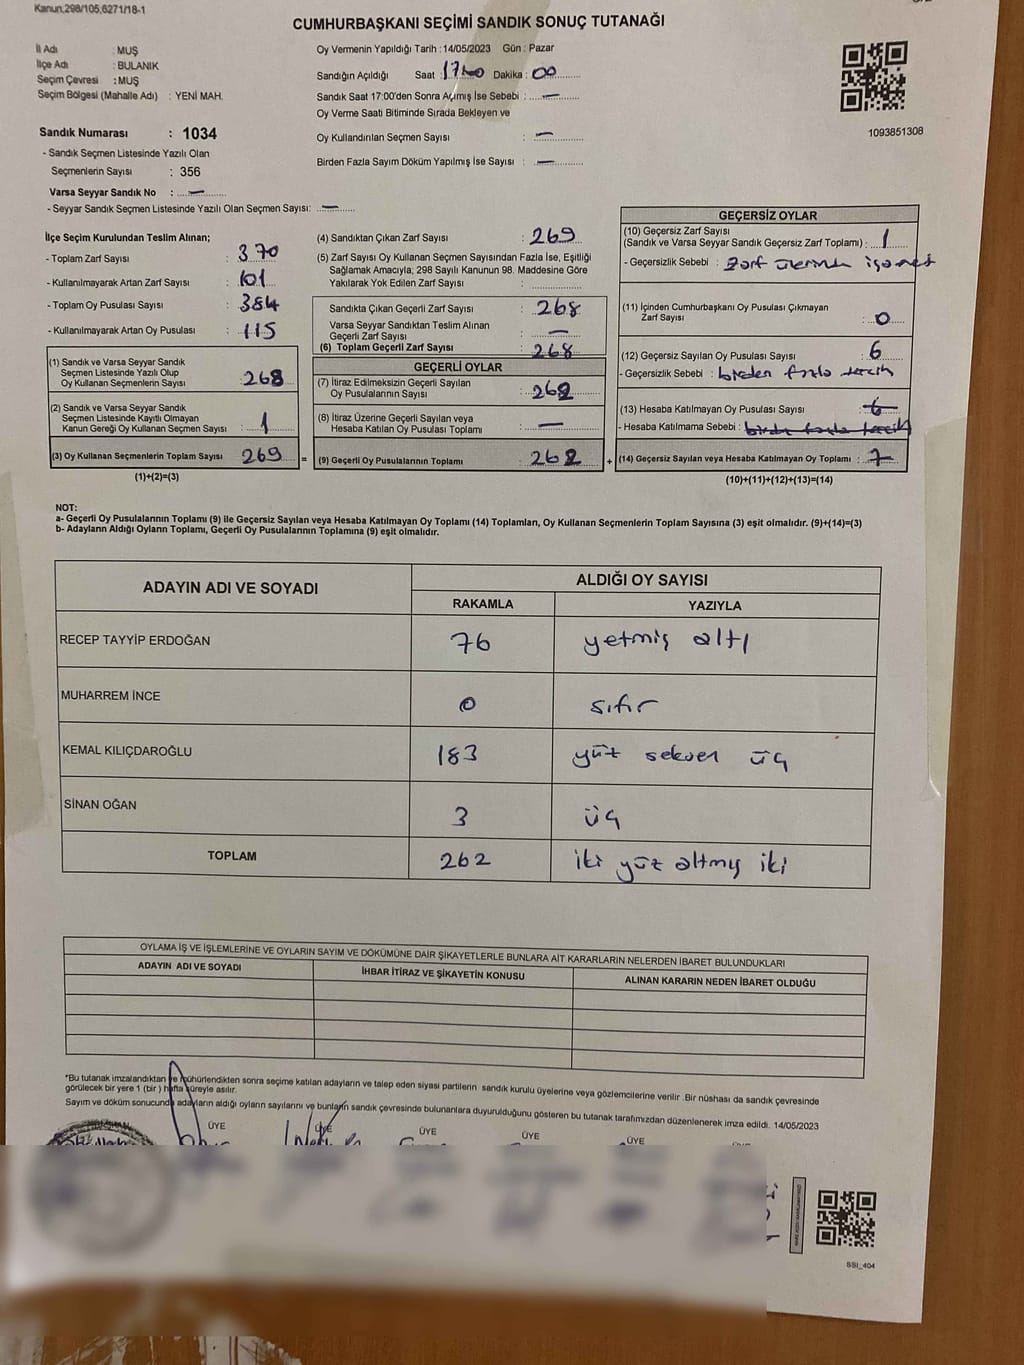 Kanun;298/105,6271/18-1
CUMHURBAŞKANI SEÇİMİ SANDIK SONUÇ TUTANAĞI
İl Adı : MUŞ
İlçe Adı : BULANIK
Seçim Çevresi : MUŞ
Seçim Bölgesi (Mahalle Adı) : YENİ MAH.
Sandık Numarası : 1034
- Sandık Seçmen Listesinde Yazılı Olan
Seçmenlerin Sayısı : 356
Varsa Seyyar Sandık No : —
- Seyyar Sandık Seçmen Listesinde Yazılı Olan Seçmen Sayısı: —
Oy Vermenin Yapıldığı Tarih : 14/05/2023 Gün : Pazar
Sandığın Açıldığı Saat : Dakika : 00
Sandık Saat 17:00'den Sonra Açımış İse Sebebi : —
Oy Verme Saati Bitiminde Sırada Bekleyen ve
Oy Kullandırılan Seçmen Sayısı : —
Birden Fazla Sayım Döküm Yapılmış İse Sayısı : —
1093851308
İlçe Seçim Kurulundan Teslim Alınan;
- Toplam Zarf Sayısı : 370
- Kullanılmayarak Artan Zarf Sayısı : 101
- Toplam Oy Pusulası Sayısı : 384
- Kullanılmayarak Artan Oy Pusulası : 115
(1) Sandık ve Varsa Seyyar Sandık
Seçmen Listesinde Yazılı Olup
Oy Kullanan Seçmenlerin Sayısı : 268
(2) Sandık ve Varsa Seyyar Sandık
Seçmen Listesinde Kayıtlı Olmayan
Kanun Gereği Oy Kullanan Seçmen Sayısı : 1
(3) Oy Kullanan Seçmenlerin Toplam Sayısı 269
(1)+(2)=(3)
(4) Sandıktan Çıkan Zarf Sayısı : 269
(5) Zarf Sayısı Oy Kullanan Seçmen Sayısından Fazla İse, Eşitliği
Sağlamak Amacıyla; 298 Sayılı Kanunun 98. Maddesine Göre
Yakılarak Yok Edilen Zarf Sayısı :
Sandıkta Çıkan Geçerli Zarf Sayısı : 268
Varsa Seyyar Sandıktan Teslim Alınan
Geçerli Zarf Sayısı : —
(6) Toplam Geçerli Zarf Sayısı : 268
GEÇERLİ OYLAR
(7) İtiraz Edilmeksizin Geçerli Sayılan
Oy Pusulalarının Sayısı : 262
(8) İtiraz Üzerine Geçerli Sayılan veya
Hesaba Katılan Oy Pusulası Toplamı : —
= (9) Geçerli Oy Pusulalarının Toplamı : 262 +
GEÇERSİZ OYLAR
(10) Geçersiz Zarf Sayısı
(Sandık ve Varsa Seyyar Sandık Geçersiz Zarf Toplamı) : 1
- Geçersizlik Sebebi : Zarf üzerinde
(11) İçinden Cumhurbaşkanı Oy Pusulası Çıkmayan
Zarf Sayısı : 0
(12) Geçersiz Sayılan Oy Pusulası Sayısı : 6
- Geçersizlik Sebebi : birden fazla tercih
(13) Hesaba Katılmayan Oy Pusulası Sayısı : 6
- Hesaba Katılmama Sebebi : birden fazla tercih
(14) Geçersiz Sayılan veya Hesaba Katılmayan Oy Toplamı : 7
(10)+(11)+(12)+(13)=(14)
NOT:
a- Geçerli Oy Pusulalarının Toplamı (9) ile Geçersiz Sayılan veya Hesaba Katılmayan Oy Toplamı (14) Toplamları, Oy Kullanan Seçmenlerin Toplam Sayısına (3) eşit olmalıdır. (9)+(14)=(3)
b- Adayların Aldığı Oyların Toplamı, Geçerli Oy Pusulalarının Toplamına (9) eşit olmalıdır.
ADAYIN ADI VE SOYADI ALDIĞI OY SAYISI
RAKAMLA YAZIYLA
RECEP TAYYİP ERDOĞAN 76 yetmiş altı
MUHARREM İNCE 0 sıfır
KEMAL KILIÇDAROĞLU 183 yüz seksen üç
SİNAN OĞAN 3 üç
TOPLAM 262 iki yüz altmış iki
OYLAMA İŞ VE İŞLEMLERİNE VE OYLARIN SAYIM VE DÖKÜMÜNE DAİR ŞİKAYETLERLE BUNLARA AİT KARARLARIN NELERDEN İBARET BULUNDUKLARI
ADAYIN ADI VE SOYADI İHBAR İTİRAZ VE ŞİKAYETİN KONUSU ALINAN KARARIN NEDEN İBARET OLDUĞU
*Bu tutanak imzalandıktan ve mühürlendikten sonra seçime katılan adayların ve talep eden siyasi partilerin sandık kurulu üyelerine veya gözlemcilerine verilir .Bir nüshası da sandık çevresinde
görülecek bir yere 1 (bir ) hafta süreyle asılır.
Sayım ve döküm sonucunda adayların aldığı oyların sayılarını ve bunların sandık çevresinde bulunanlara duyurulduğunu gösteren bu tutanak tarafımızdan düzenlenerek imza edildi. 14/05/2023
ÜYE ÜYE ÜYE ÜYE ÜYE
SSI_404